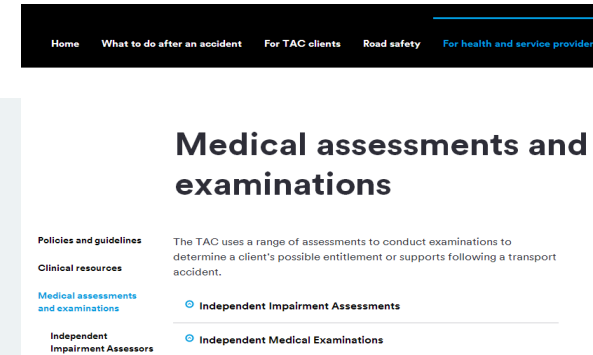 Home What to do after an accident For TAC clients Road safety For health and service provider
Medical assessments and
examinations
Policies and guidelines
Clinical resources
Medical assessments
and examinations
Independent
Impairment Assessors
The TAC uses a range of assessments to conduct examinations to
determine a client's possible entitlement or supports following a transport
accident.
Independent Impairment Assessments
Independent Medical Examinations